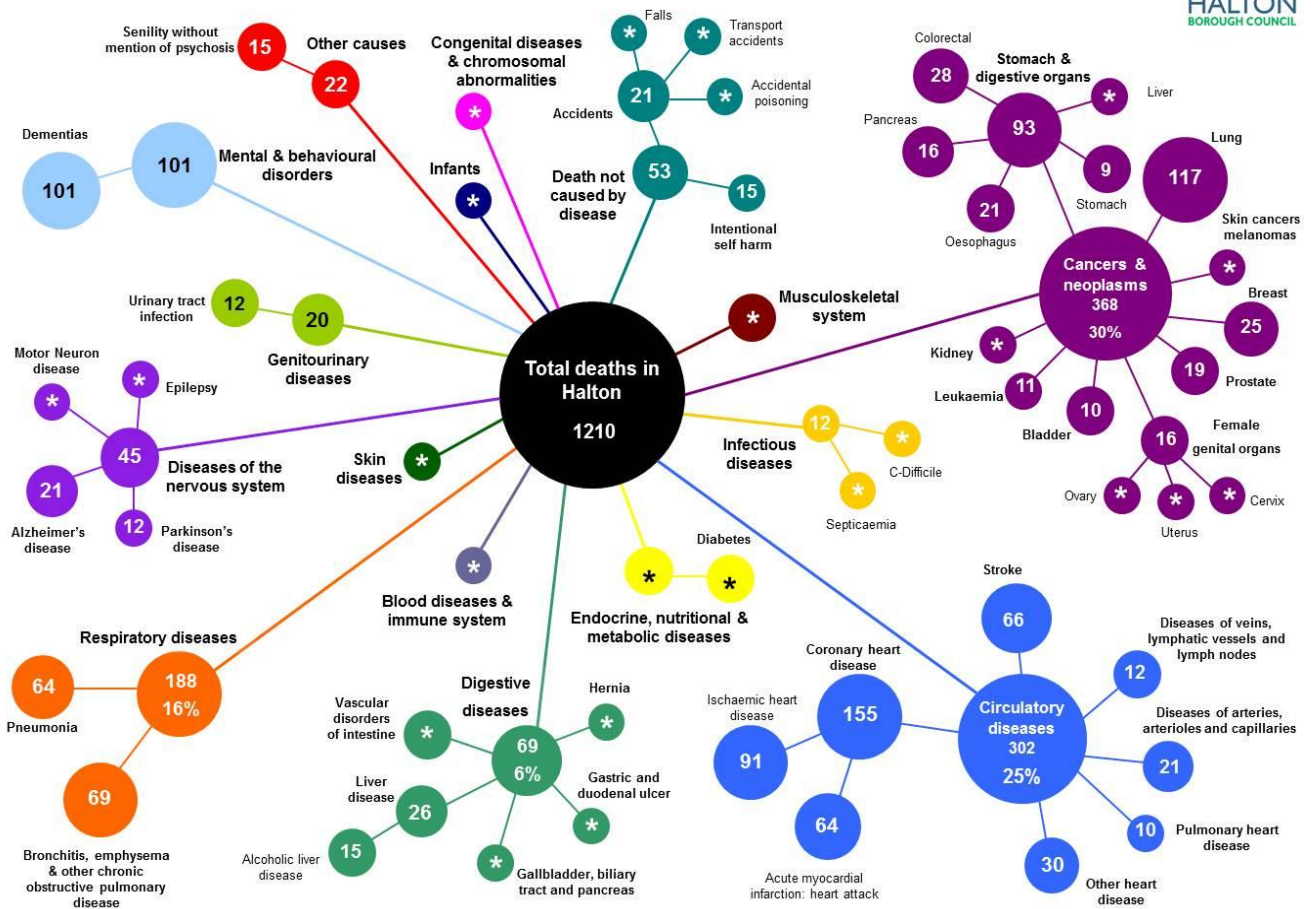 HALTON
BOROUGH COUNCIL
Senility without
mention of psychosis
15
Other causes
22
Congenital diseases
& chromosomal
abnormalities
*
Infants
*
Falls
*
Transport
accidents
*
Accidental
poisoning
*
Accidents
21
Death not
caused by
disease
53
15
Intentional
self harm
Dementias
101
101
Mental & behavioural
disorders
Colorectal
28
Stomach &
digestive organs
93
Liver
*
Pancreas
16
9
Stomach
21
Oesophagus
Lung
117
Skin cancers
melanomas
*
Cancers &
neoplasms
368
30%
Breast
25
19
Prostate
Kidney
*
Leukaemia
11
Bladder
10
Female
genital organs
16
Ovary
*
*
Uterus
*
Cervix
Urinary tract
infection
12
20
Genitourinary
diseases
Musculoskeletal
system
*
Total deaths in
Halton
1210
Motor Neuron
disease
*
*
Epilepsy
45
Diseases of the
nervous system
21
Alzheimer's
disease
12
Parkinson's
disease
Skin
diseases
*
Infectious
diseases
12
*
C-Difficile
*
Septicaemia
*
Blood diseases &
immune system
Diabetes
*
*
Endocrine, nutritional &
metabolic diseases
Respiratory diseases
188
16%
64
Pneumonia
69
Bronchitis, emphysema
& other chronic
obstructive pulmonary
disease
Digestive
diseases
69
6%
Vascular
disorders
of intestine
*
Hernia
*
Liver
disease
26
15
Alcoholic liver
disease
Gastric and
duodenal ulcer
*
*
Gallbladder, biliary
tract and pancreas
Stroke
66
Coronary heart
disease
155
Ischaemic heart
disease
91
64
Acute myocardial
infarction: heart attack
Circulatory
diseases
302
25%
Diseases of veins,
lymphatic vessels and
lymph nodes
12
Diseases of arteries,
arterioles and capillaries
21
10
Pulmonary heart
disease
30
Other heart
disease